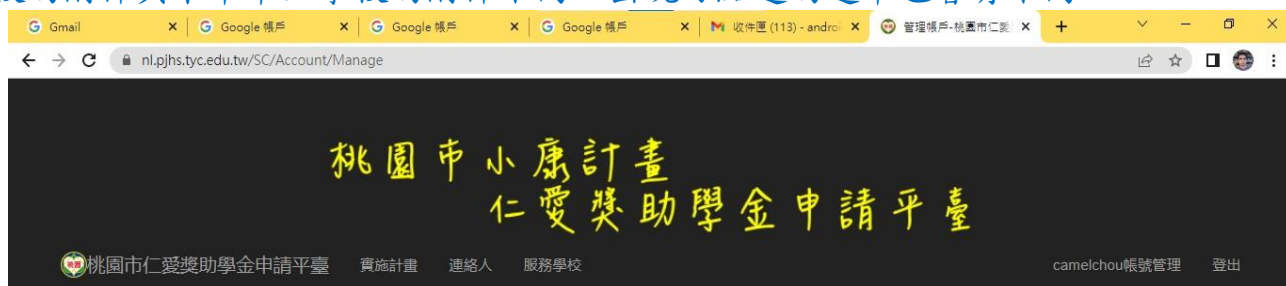 Gmail
Google 帳戶
Google 帳戶
Google 帳戶
收件匣 (113) - androi
管理帳戶-桃園市仁愛
nl.pjhs.tyc.edu.tw/SC/Account/Manage
桃園市小康計畫
仁愛獎助學金申請平臺
桃園市仁愛獎助學金申請平臺 實施計畫 連絡人 服務學校 camelchou帳號管理 登出